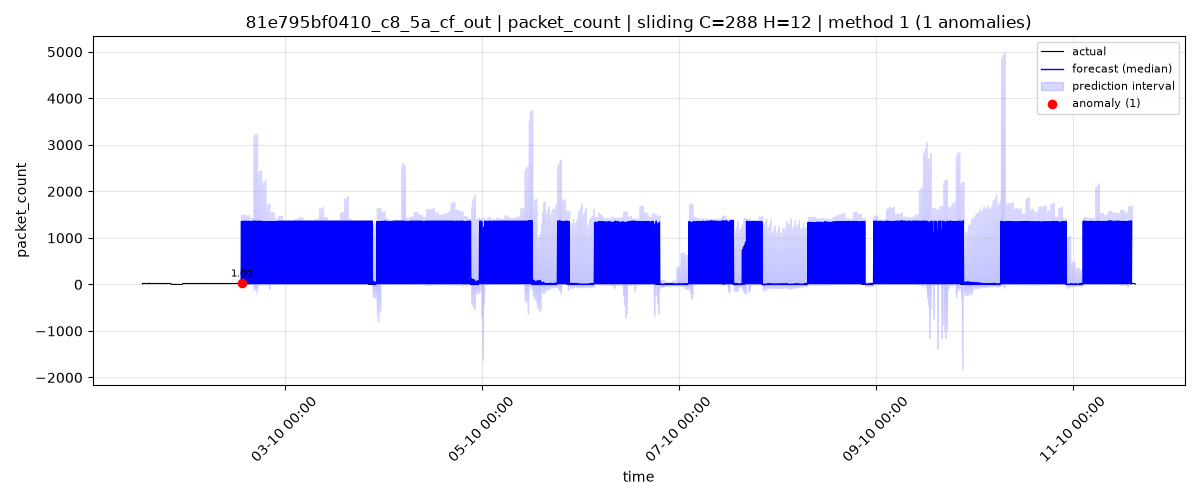 81e795bf0410_c8_5a_cf_out | packet_count | sliding C=288 H=12 | method 1 (1 anomalies)
actual
forecast (median)
prediction interval
anomaly (1)
packet_count
5000
4000
3000
2000
1000
0
−1000
−2000
1.00
03-10 00:00
05-10 00:00
07-10 00:00
09-10 00:00
11-10 00:00
time